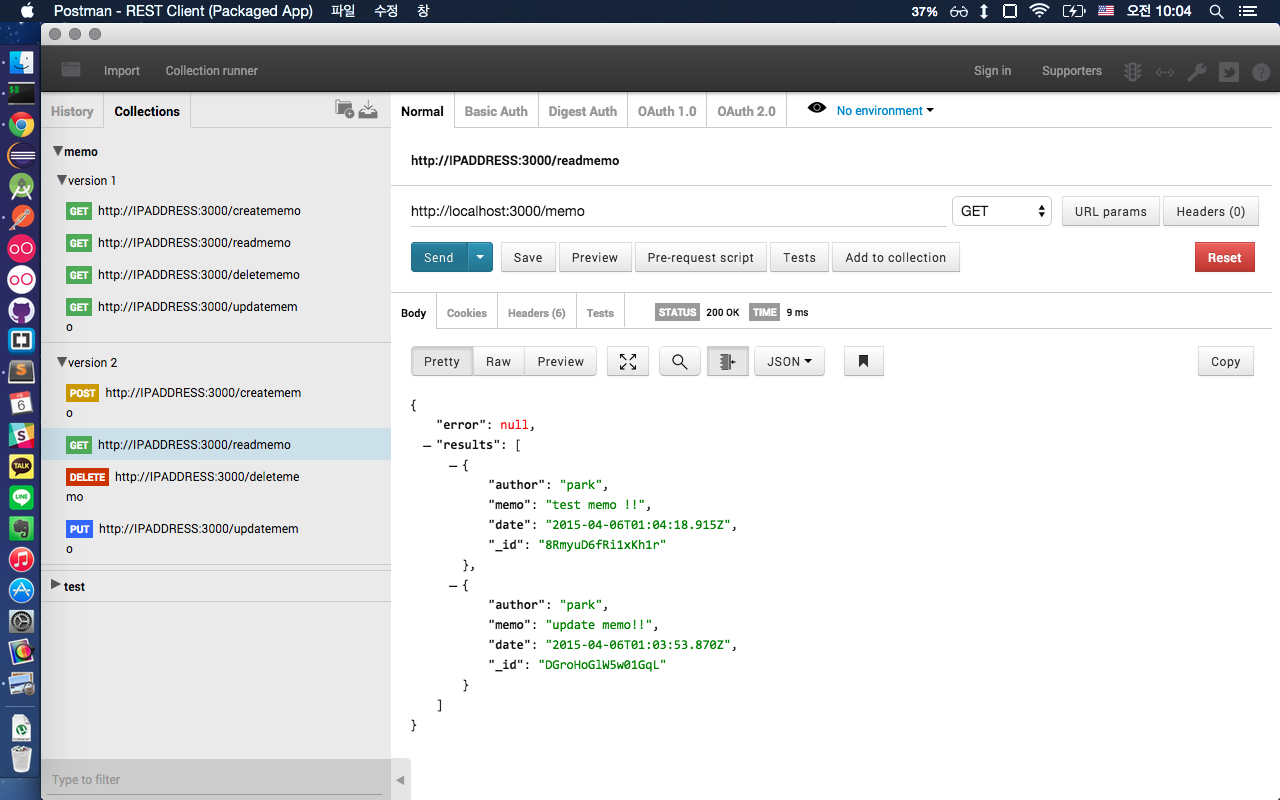 Postman - REST Client (Packaged App) 파일 수정 창 37% 오전 10:04
Import Collection runner Sign in Supporters
History Collections
Normal Basic Auth Digest Auth OAuth 1.0 OAuth 2.0 No environment
memo
version 1
GET http://IPADDRESS:3000/creatememo
GET http://IPADDRESS:3000/readmemo
GET http://IPADDRESS:3000/deletememo
GET http://IPADDRESS:3000/updatemem
o
version 2
POST http://IPADDRESS:3000/createmem
o
GET http://IPADDRESS:3000/readmemo
DELETE http://IPADDRESS:3000/deleteme
mo
PUT http://IPADDRESS:3000/updatemem
o
test
Type to filter
http://IPADDRESS:3000/readmemo
http://localhost:3000/memo GET URL params Headers (0)
Send Save Preview Pre-request script Tests Add to collection Reset
Body Cookies Headers (6) Tests STATUS 200 OK TIME 9 ms
Pretty Raw Preview JSON Copy
{
"error": null,
"results": [
{
"author": "park",
"memo": "test memo !!",
"date": "2015-04-06T01:04:18.915Z",
"_id": "8RmyuD6fRi1xKh1r"
},
{
"author": "park",
"memo": "update memo!!",
"date": "2015-04-06T01:03:53.870Z",
"_id": "DGroHoGlW5w01GqL"
}
]
}
6
TALK
LINE